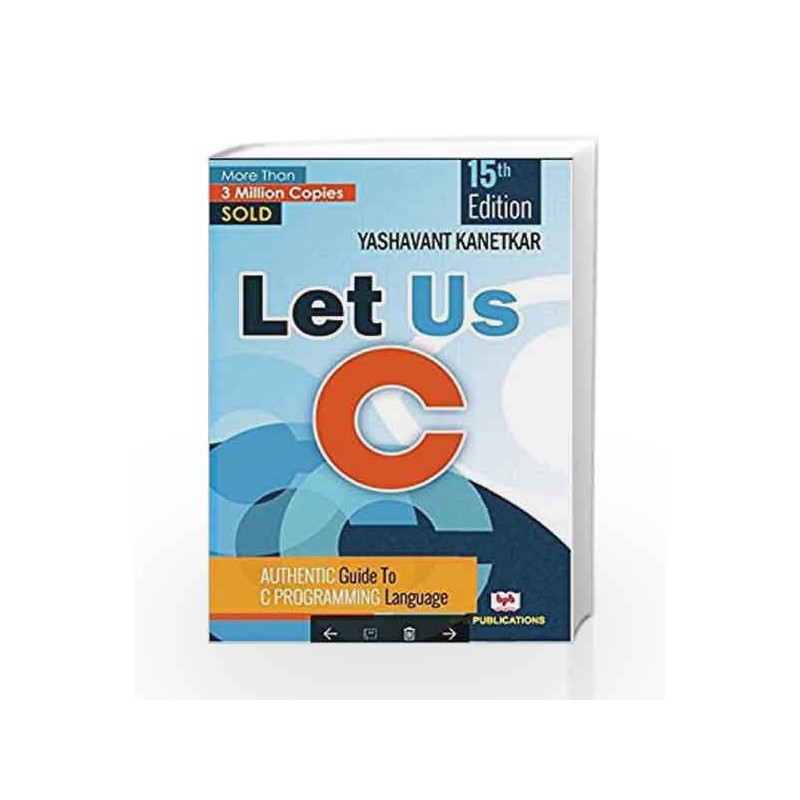 More Than
3 Million Copies
SOLD
15th
Edition
YASHAVANT KANETKAR
Let Us
C
AUTHENTIC Guide To
C PROGRAMMING Language
bpb
PUBLICATIONS